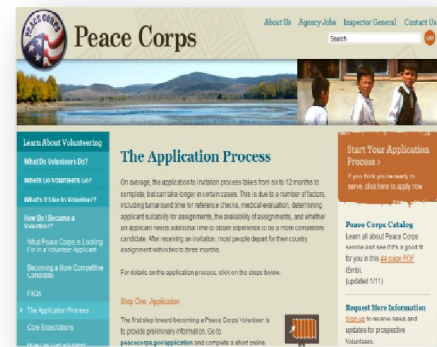 PEACE CORPS
Peace Corps
About Us Agency Jobs Inspector General Contact Us
Search
GO
Learn About Volunteering
What Do Volunteers Do?
Where Do Volunteers Go?
What's It Like to Volunteer?
How Do I Become a
Volunteer?
What Peace Corps is Looking
For in a Volunteer Applicant
Becoming a More Competitive
Candidate
FAQs
The Application Process
Core Expectations
The Application Process
On average, the application to invitation process takes from six to 12 months to
complete, but can take longer in certain cases. This is due to a number of factors,
including turnaround time for reference checks, medical evaluation, determining
applicant suitability for assignments, the availability of assignments, and whether
an applicant needs additional time to obtain experience to be a more competitive
candidate. After receiving an invitation, most people depart for their country
assignment within two to three months.
For details on the application process, click on the steps below.
Step One: Application
The first step toward becoming a Peace Corps Volunteer is
to provide preliminary information. Go to
peacecorps.gov/application and complete a short online
Start Your Application
Process >
If you think you're ready to
serve, click here to apply now
Peace Corps Catalog
Learn all about Peace Corps
service and see if it's a good fit
for you in this 44-page PDF
(5mb).
(updated 1/11)
Request More Information
Sign up to receive news and
updates for prospective
Volunteers.